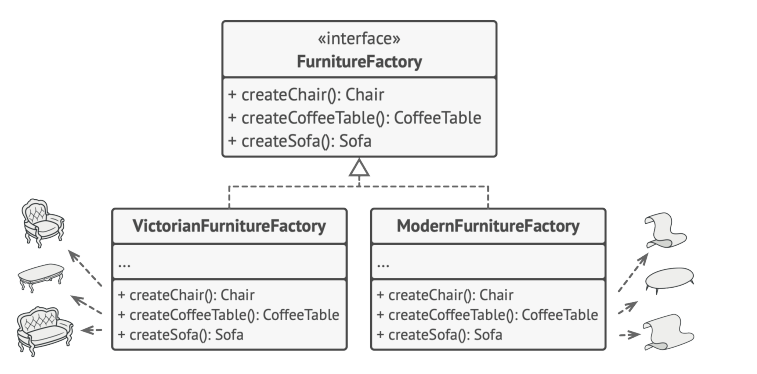 «interface»
FurnitureFactory
+ createChair(): Chair
+ createCoffeeTable(): CoffeeTable
+ createSofa(): Sofa
VictorianFurnitureFactory
...
+ createChair(): Chair
+ createCoffeeTable(): CoffeeTable
+ createSofa(): Sofa
ModernFurnitureFactory
...
+ createChair(): Chair
+ createCoffeeTable(): CoffeeTable
+ createSofa(): Sofa